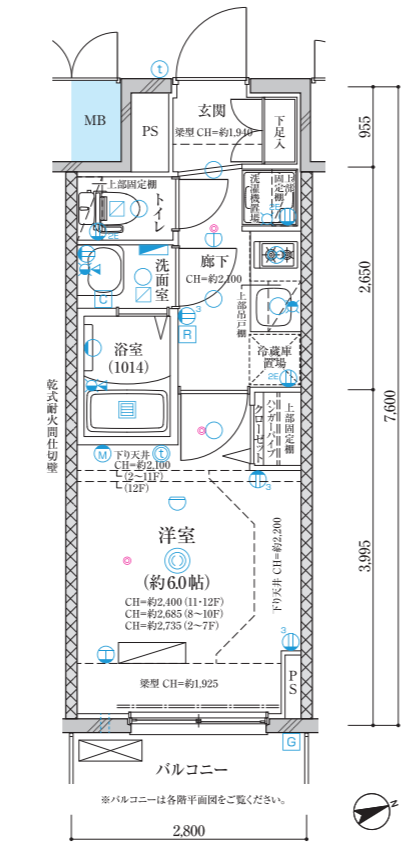 t
MB
PS
玄関
梁型 CH=約1,940
下足入
955
上部固定棚
トイレ
2E
洗濯機置場
上部固定棚
2E
洗面室
廊下
CH=約2,100
C
3
R
上部吊戸棚
2,650
浴室
(1014)
冷蔵庫置場
2E
7,600
乾式耐火間仕切壁
クローゼット
ハンガーパイプ
上部固定棚
M
t
下り天井
CH=約2,100
(2〜11F)
(12F)
3
洋室
(約6.0帖)
CH=約2,400 (11・12F)
CH=約2,685 (8〜10F)
CH=約2,735 (2〜7F)
下り天井 CH=約2,200
3,995
3
梁型 CH=約1,925
PS
G
バルコニー
※バルコニーは各階平面図をご覧ください。
2,800
N